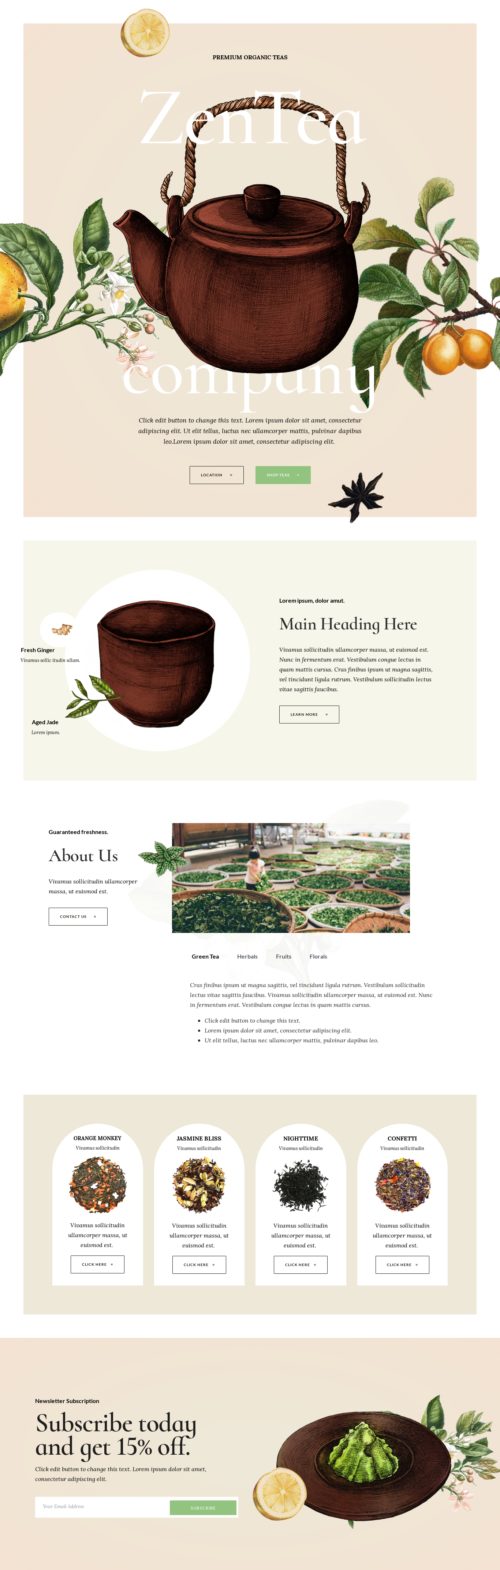 PREMIUM ORGANIC TEAS
ZenTea
company
Click edit button to change this text. Lorem ipsum dolor sit amet, consectetur
adipiscing elit. Ut elit tellus, luctus nec ullamcorper mattis, pulvinar dapibus
leo.Lorem ipsum dolor sit amet, consectetur adipiscing elit.
LOCATION
SHOP TEAS
Lorem ipsum, dolor amut.
Main Heading Here
Vivamus sollicitudin ullamcorper massa, ut euismod est.
Nunc in fermentum erat. Vestibulum congue lectus in
quam mattis cursus. Cras finibus ipsum ut magna sagittis,
vel tincidunt ligula rutrum. Vestibulum sollicitudin lectus
vitae sagittis faucibus.
LEARN MORE
Fresh Ginger
Vivamus sollic itudin ullam.
Aged Jade
Lorem ipsum.
Guaranteed freshness.
About Us
Vivamus sollicitudin ullamcorper
massa, ut euismod est.
CONTACT US
Green Tea Herbals Fruits Florals
Cras finibus ipsum ut magna sagittis, vel tincidunt ligula rutrum. Vestibulum sollicitudin
lectus vitae sagittis faucibus. Vivamus sollicitudin ullamcorper massa, ut euismod est. Nunc
in fermentum erat. Vestibulum congue lectus in quam mattis cursus.
Click edit button to change this text.
Lorem ipsum dolor sit amet, consectetur adipiscing elit.
Ut elit tellus, luctus nec ullamcorper mattis, pulvinar dapibus leo.
ORANGE MONKEY
Vivamus sollicitudin
Vivamus sollicitudin
ullamcorper massa, ut
euismod est.
CLICK HERE
JASMINE BLISS
Vivamus sollicitudin
Vivamus sollicitudin
ullamcorper massa, ut
euismod est.
CLICK HERE
NIGHTTIME
Vivamus sollicitudin
Vivamus sollicitudin
ullamcorper massa, ut
euismod est.
CLICK HERE
CONFETTI
Vivamus sollicitudin
Vivamus sollicitudin
ullamcorper massa, ut
euismod est.
CLICK HERE
Newsletter Subscription
Subscribe today
and get 15% off.
Click edit button to change this text. Lorem ipsum dolor sit amet,
consectetur adipiscing elit.
Your Email Address
SUBSCRIBE